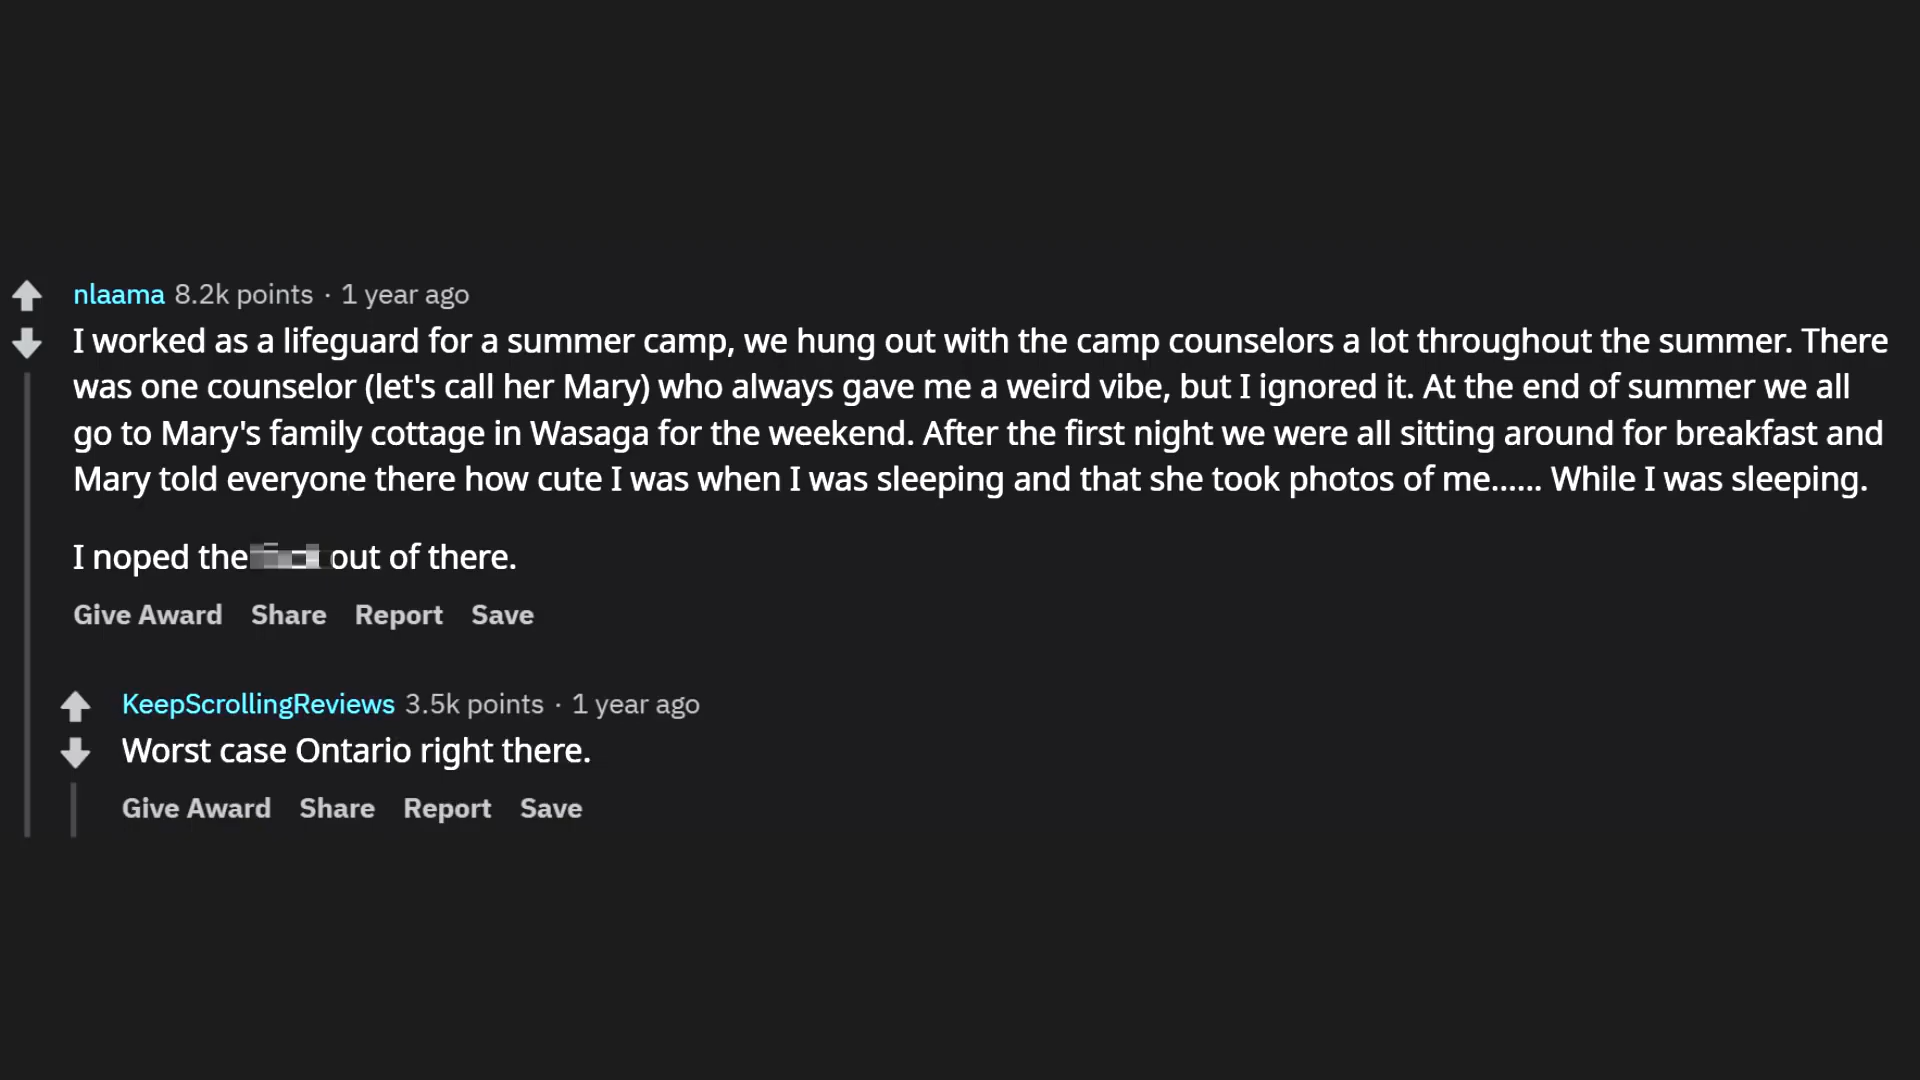 nlaama 8.2k points · 1 year ago
I worked as a lifeguard for a summer camp, we hung out with the camp counselors a lot throughout the summer. There
was one counselor (let's call her Mary) who always gave me a weird vibe, but I ignored it. At the end of summer we all
go to Mary's family cottage in Wasaga for the weekend. After the first night we were all sitting around for breakfast and
Mary told everyone there how cute I was when I was sleeping and that she took photos of me...... While I was sleeping.
I noped the out of there.
Give Award Share Report Save
KeepScrollingReviews 3.5k points · 1 year ago
Worst case Ontario right there.
Give Award Share Report Save